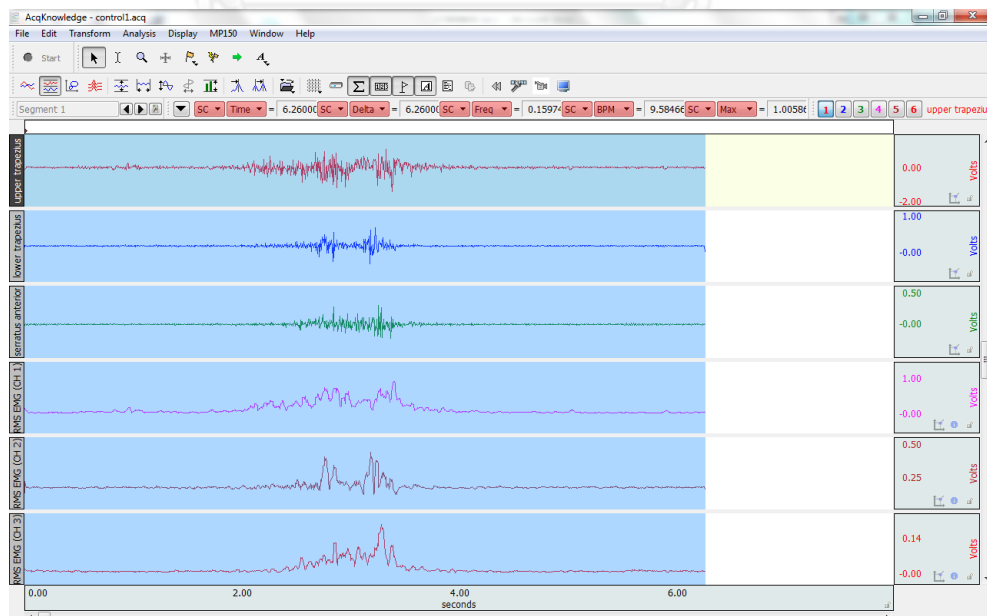 AcqKnowledge - control1.acq
File Edit Transform Analysis Display MP150 Window Help
Start
Segment 1 SC Time = 6.26000 SC Delta = 6.26000 SC Freq = 0.15974 SC BPM = 9.58466 SC Max = 1.00586 1 2 3 4 5 6 upper trapeziu
upper trapezius
0.00
-2.00
Volts
lower trapezius
1.00
-0.00
Volts
serratus anterior
0.50
-0.00
Volts
RMS EMG (CH 1)
1.00
-0.00
Volts
RMS EMG (CH 2)
0.50
0.25
Volts
RMS EMG (CH 3)
0.14
-0.00
Volts
0.00 2.00 4.00 6.00
seconds